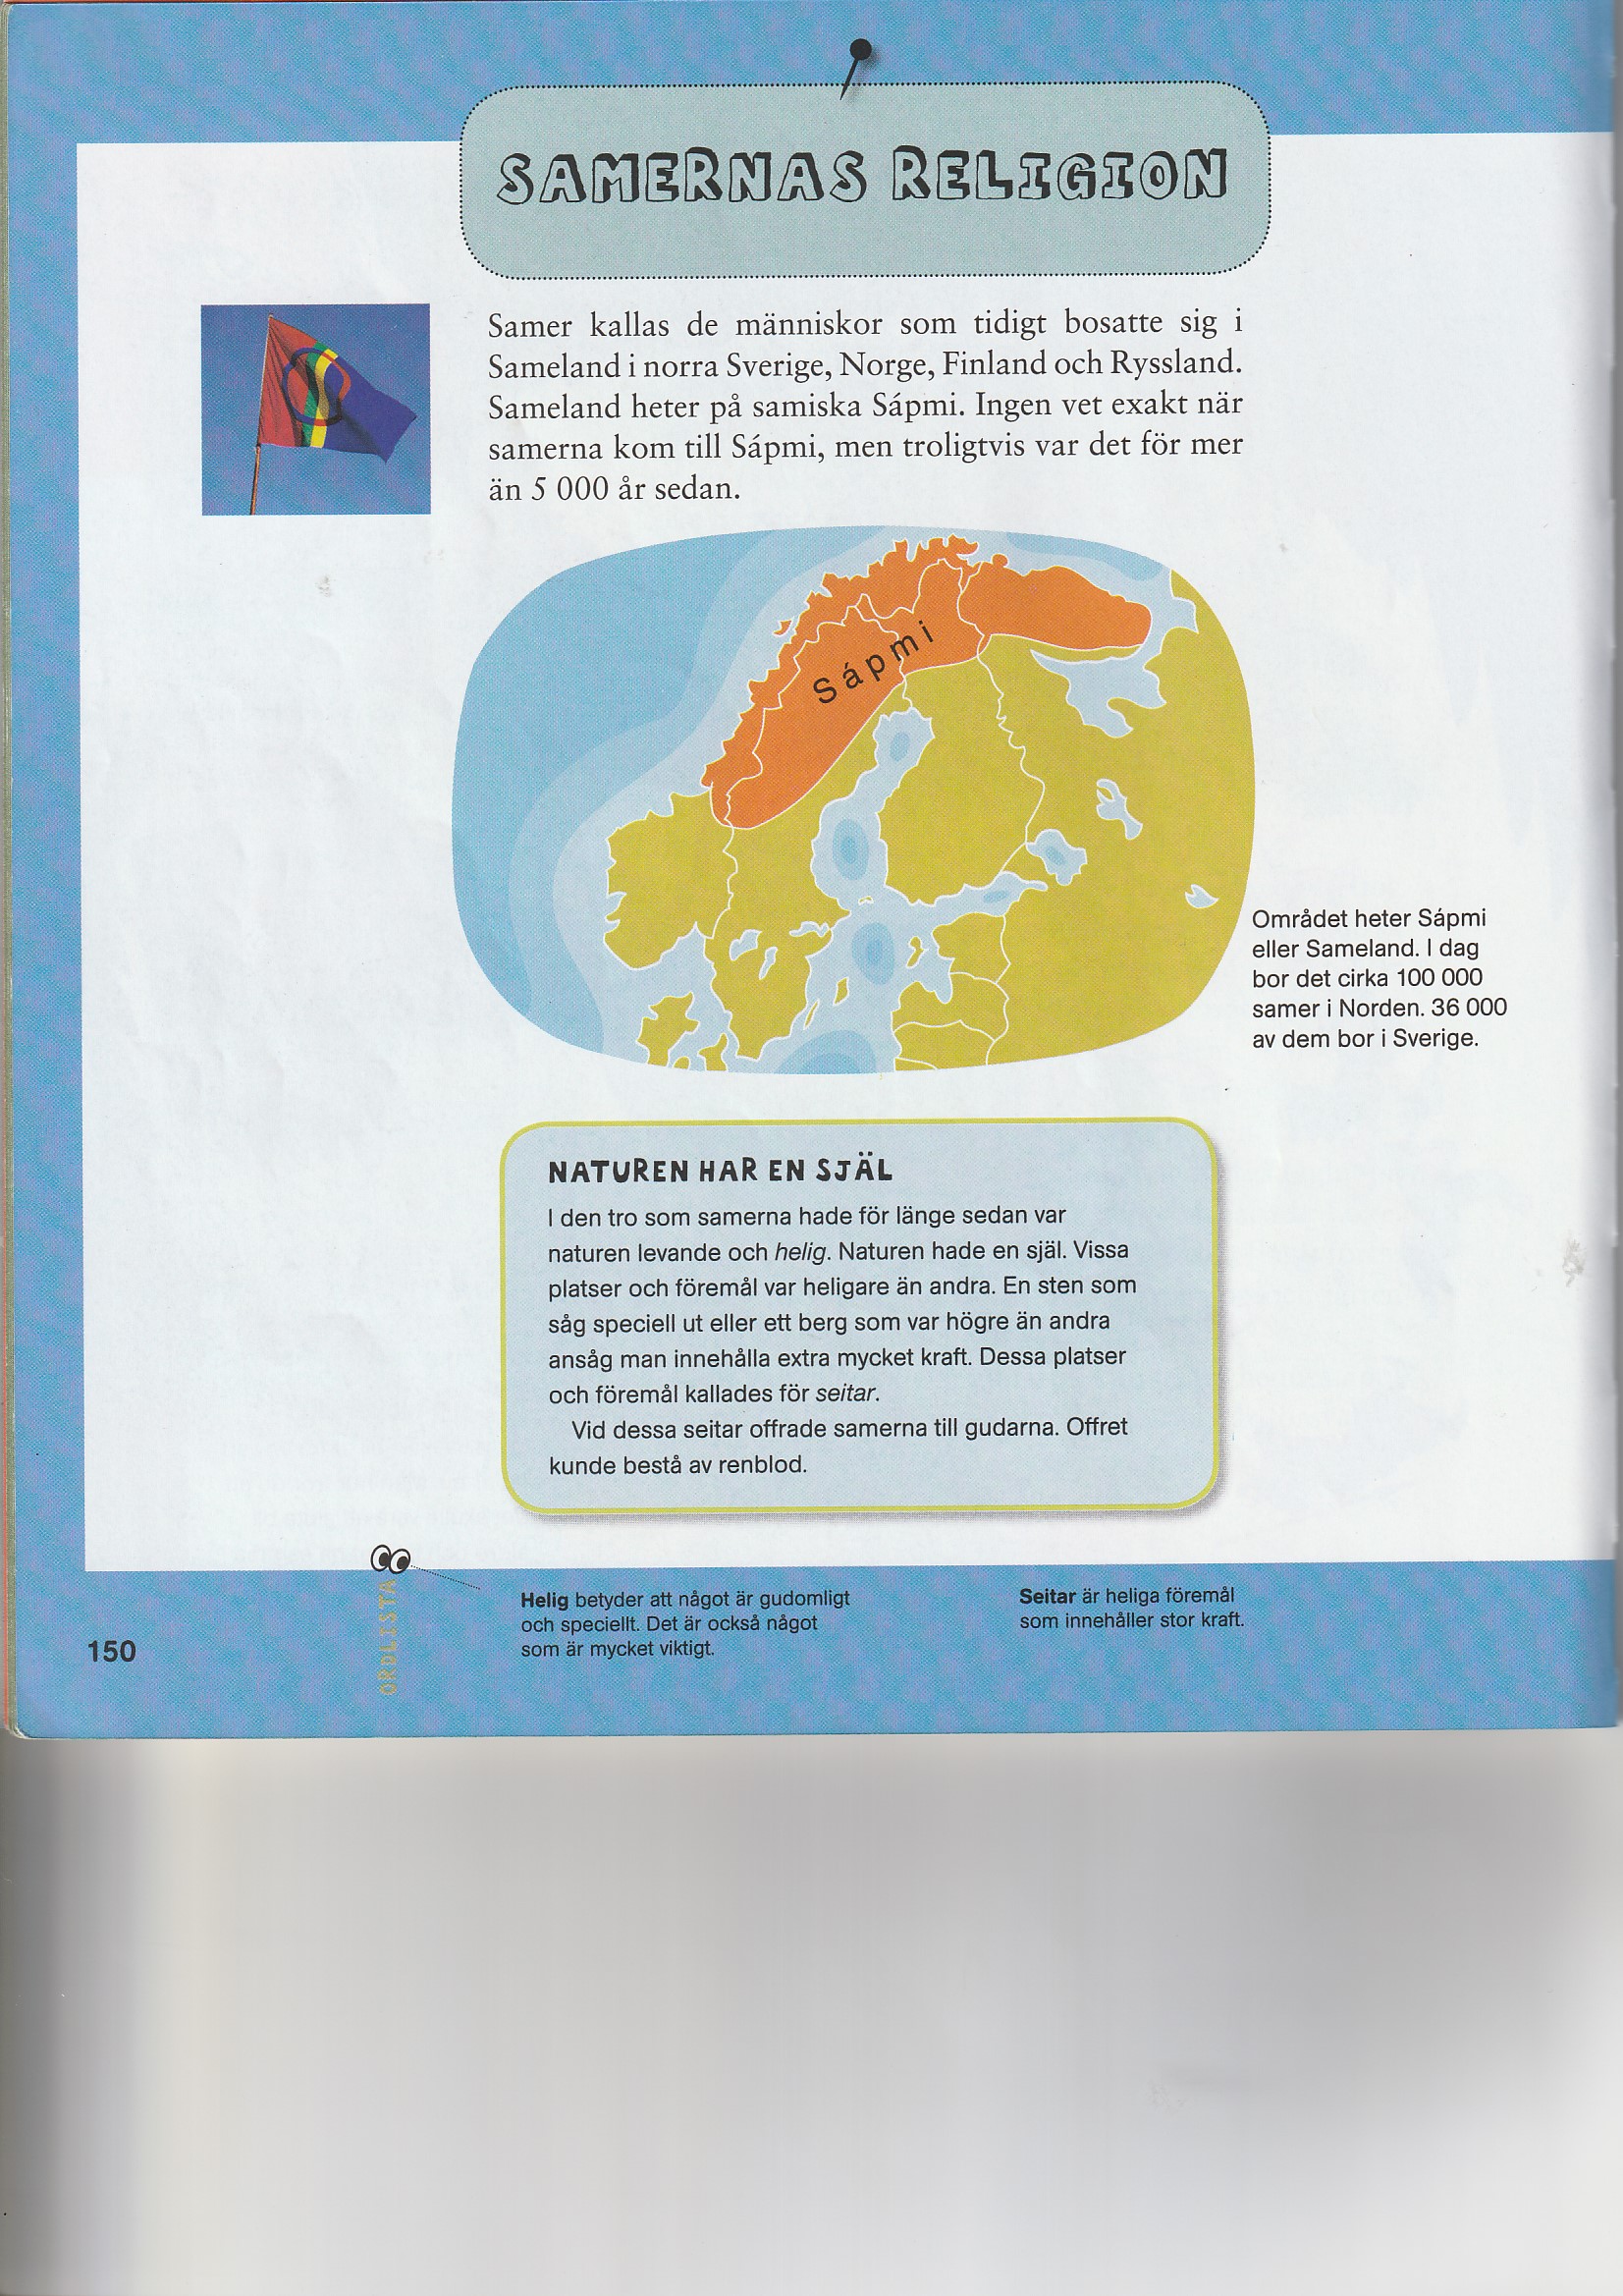 SAMERNAS RELIGION
Samer kallas de människor som tidigt bosatte sig i
Sameland i norra Sverige, Norge, Finland och Ryssland.
Sameland heter på samiska Sápmi. Ingen vet exakt när
samerna kom till Sápmi, men troligtvis var det för mer
än 5 000 år sedan.
Sápmi
Området heter Sápmi
eller Sameland. I dag
bor det cirka 100 000
samer i Norden. 36 000
av dem bor i Sverige.
NATUREN HAR EN SJÄL
I den tro som samerna hade för länge sedan var
naturen levande och helig. Naturen hade en själ. Vissa
platser och föremål var heligare än andra. En sten som
såg speciell ut eller ett berg som var högre än andra
ansåg man innehålla extra mycket kraft. Dessa platser
och föremål kallades för seitar.
Vid dessa seitar offrade samerna till gudarna. Offret
kunde bestå av renblod.
ORDLISTA
Helig betyder att något är gudomligt
och speciellt. Det är också något
som är mycket viktigt.
Seitar är heliga föremål
som innehåller stor kraft.
150